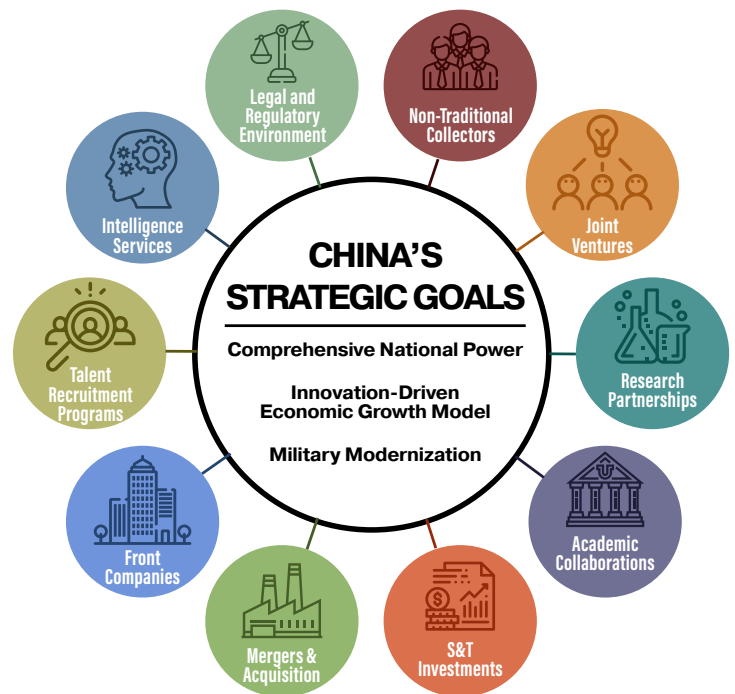 CHINA'S
STRATEGIC GOALS
Comprehensive National Power
Innovation-Driven
Economic Growth Model
Military Modernization
Legal and
Regulatory
Environment
Non-Traditional
Collectors
Joint
Ventures
Research
Partnerships
Academic
Collaborations
S&T
Investments
Mergers &
Acquisition
Front
Companies
Talent
Recruitment
Programs
Intelligence
Services